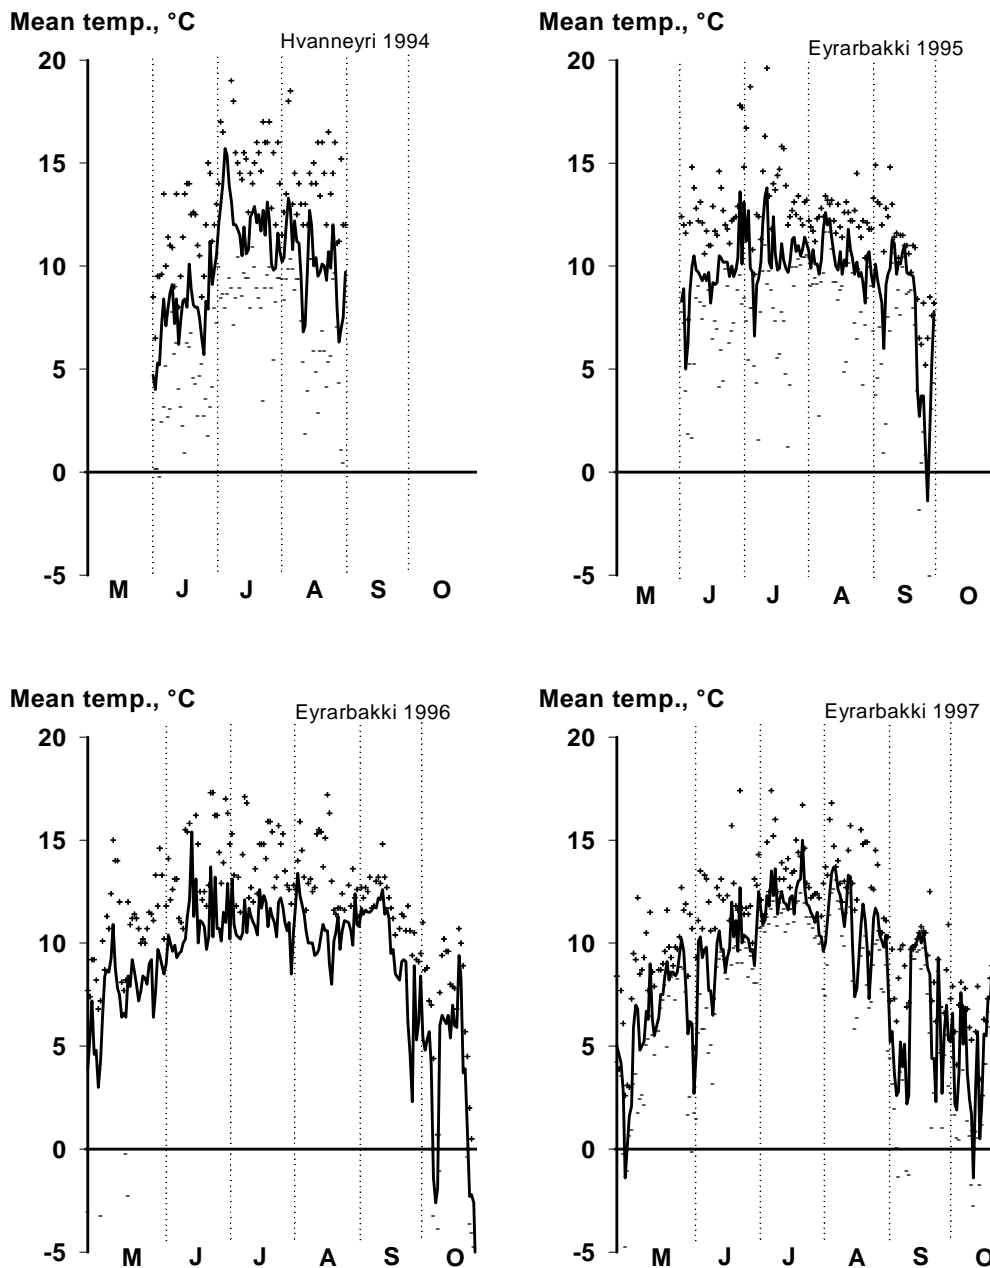 Mean temp., °C
Hvanneyri 1994
20
15
10
5
0
-5
M J J A S O
Mean temp., °C
Eyrarbakki 1995
20
15
10
5
0
-5
M J J A S O
Mean temp., °C
Eyrarbakki 1996
20
15
10
5
0
-5
M J J A S O
Mean temp., °C
Eyrarbakki 1997
20
15
10
5
0
-5
M J J A S O